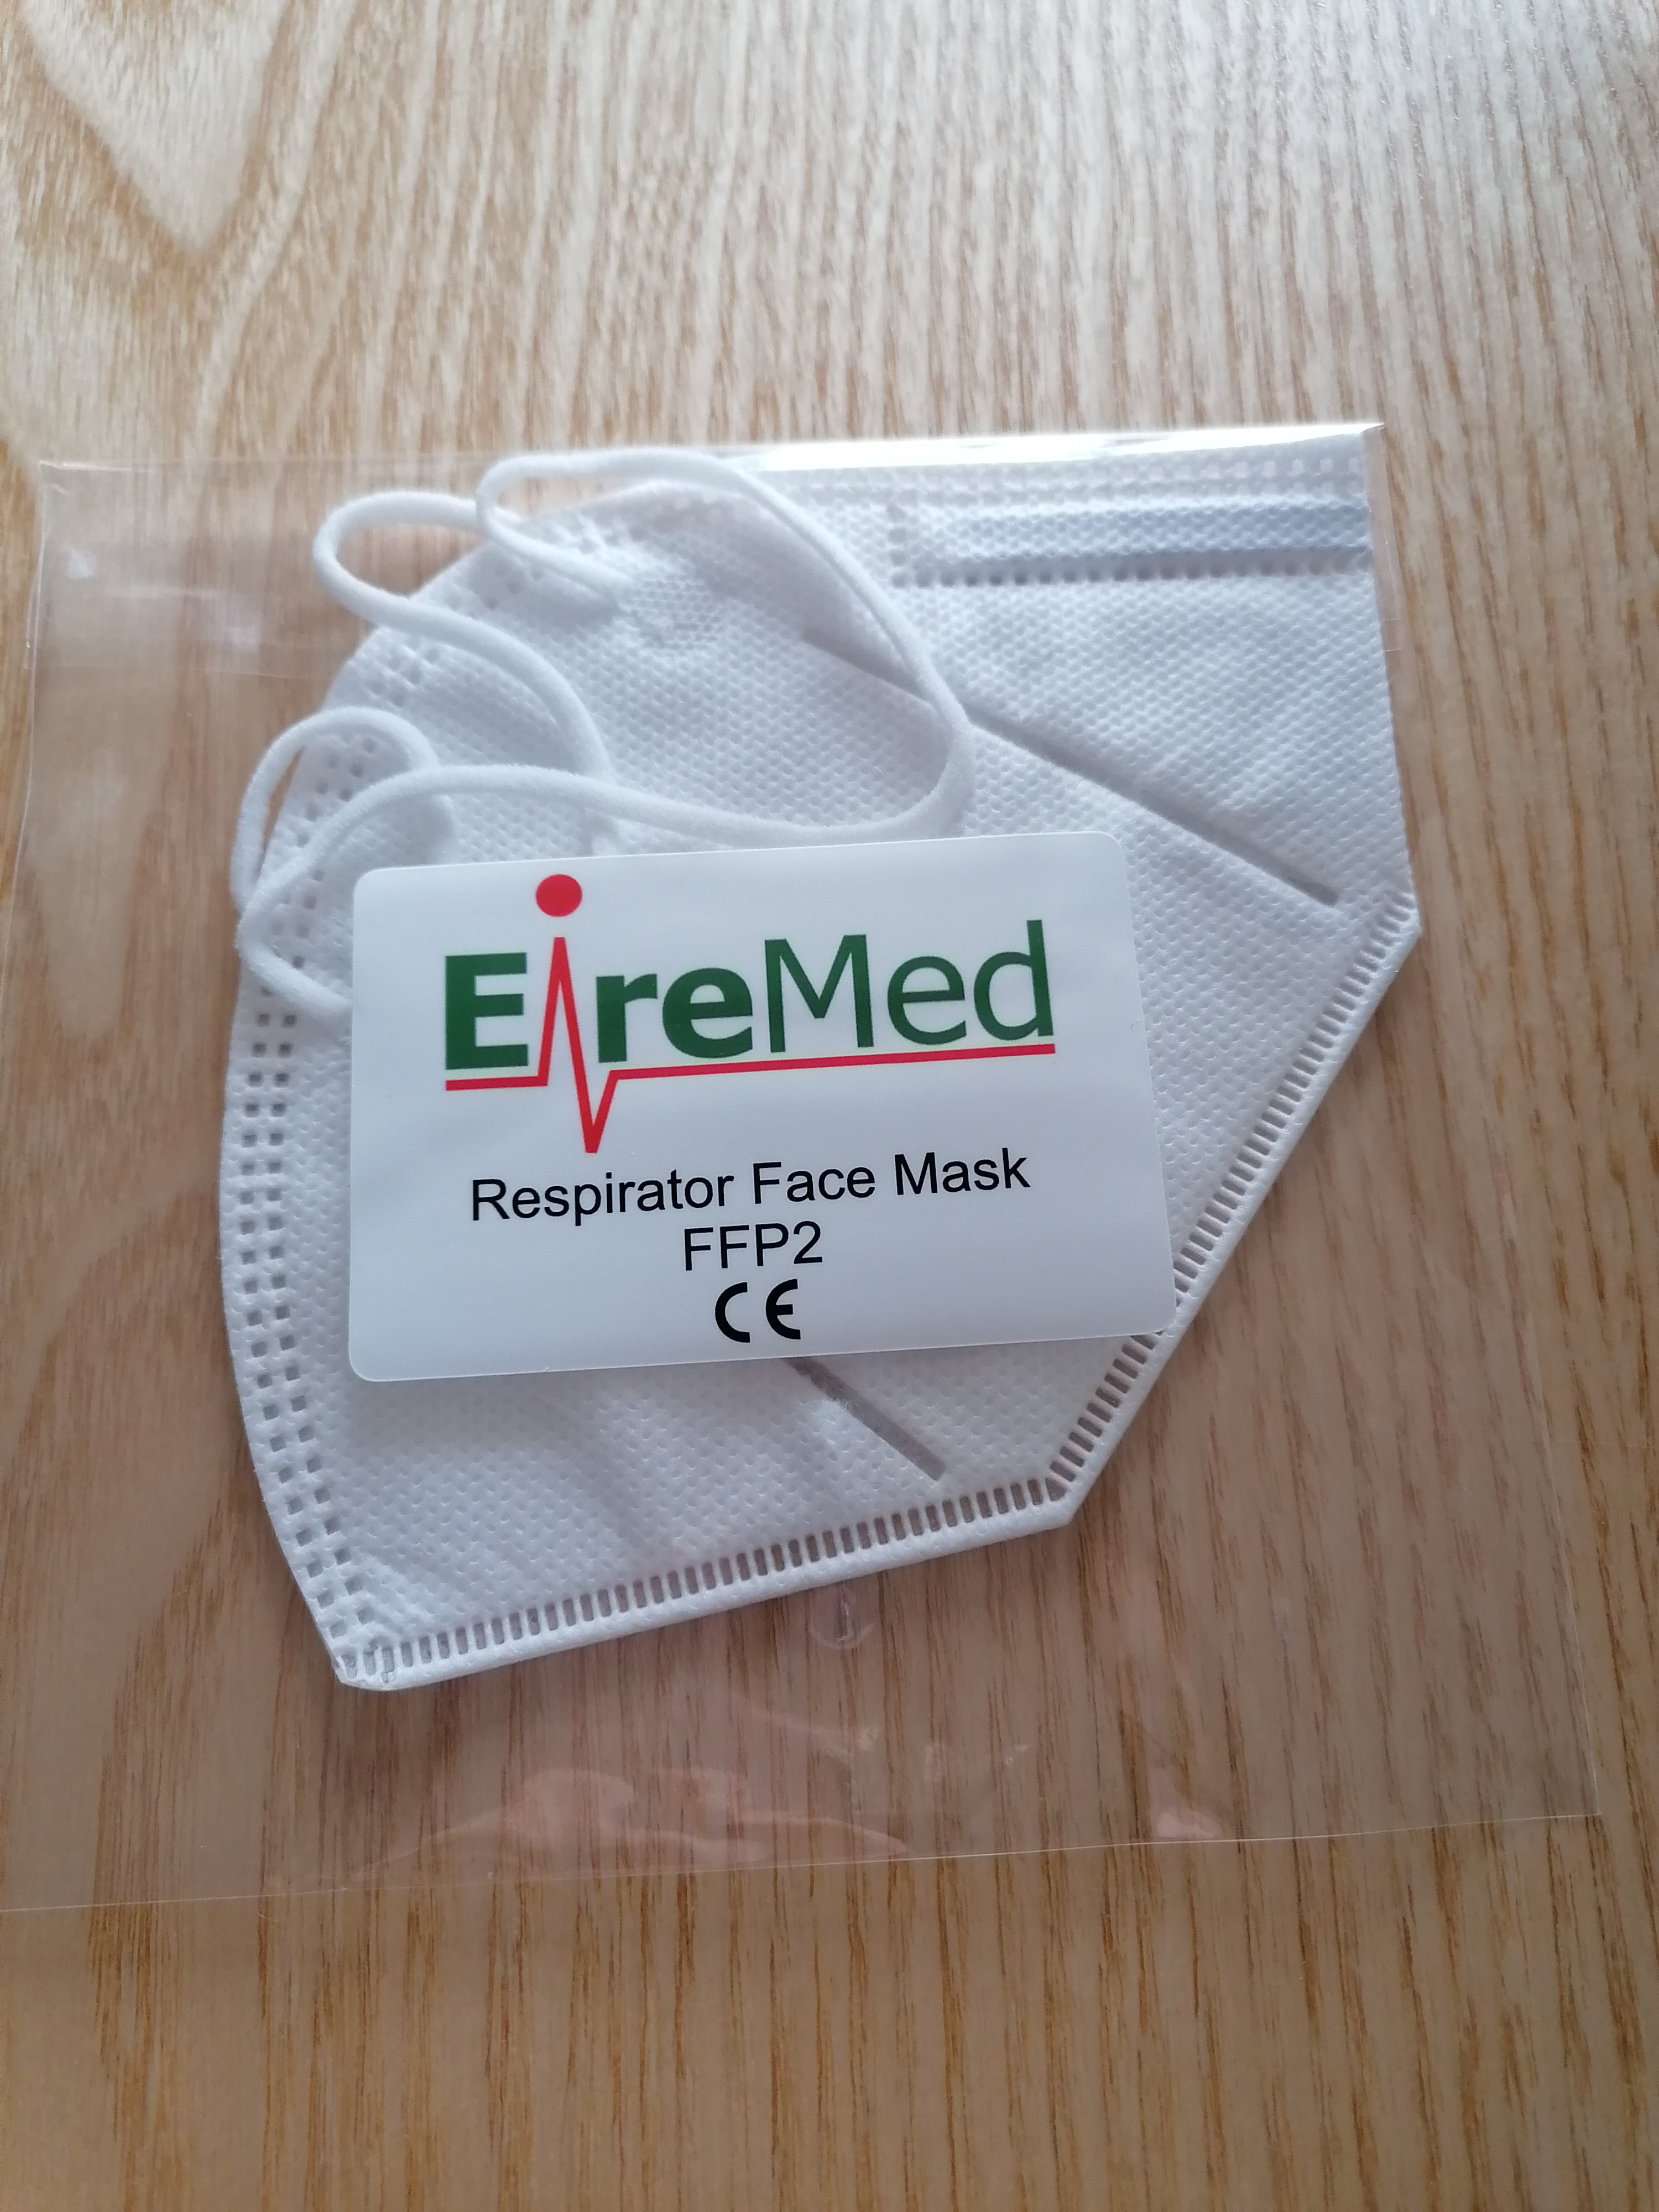 EireMed
Respirator Face Mask
FFP2
CE